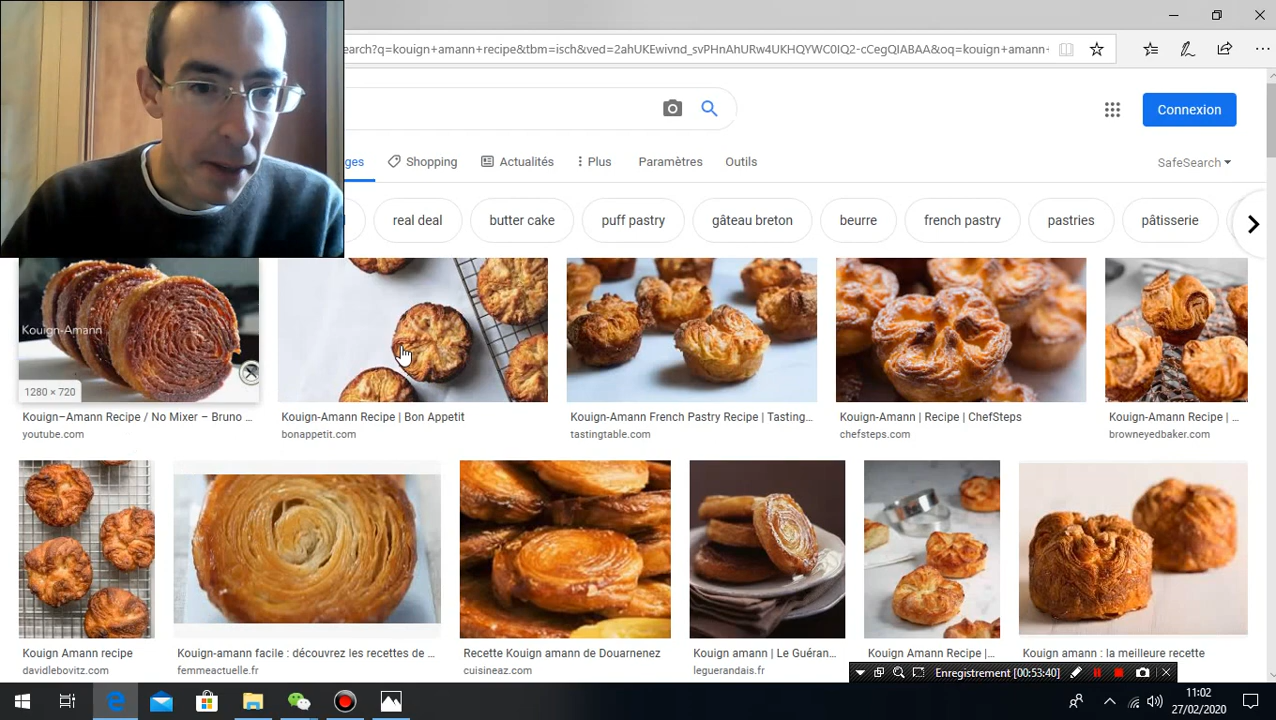 search?q=kouign+amann+recipe&tbm=isch&ved=2ahUKEwivnd_svPHnAhURw4UKHQYWC0IQ2-cCegQIABAA&oq=kouign+amann+
Connexion
ges
Shopping
Actualités
Plus
Paramètres
Outils
SafeSearch
real deal
butter cake
puff pastry
gâteau breton
beurre
french pastry
pastries
pâtisserie
Kouign-Amann
1280 × 720
Kouign–Amann Recipe / No Mixer – Bruno ...
youtube.com
Kouign-Amann Recipe | Bon Appetit
bonappetit.com
Kouign-Amann French Pastry Recipe | Tasting...
tastingtable.com
Kouign-Amann | Recipe | ChefSteps
chefsteps.com
Kouign-Amann Recipe | ...
browneyedbaker.com
Kouign Amann recipe
davidlebovitz.com
Kouign-amann facile : découvrez les recettes de ...
femmeactuelle.fr
Recette Kouign amann de Douarnenez
cuisineaz.com
Kouign amann | Le Guéran...
leguerandais.fr
Kouign Amann Recipe |...
Kouign amann : la meilleure recette
Enregistrement (00:53:40)
11:02
27/02/2020